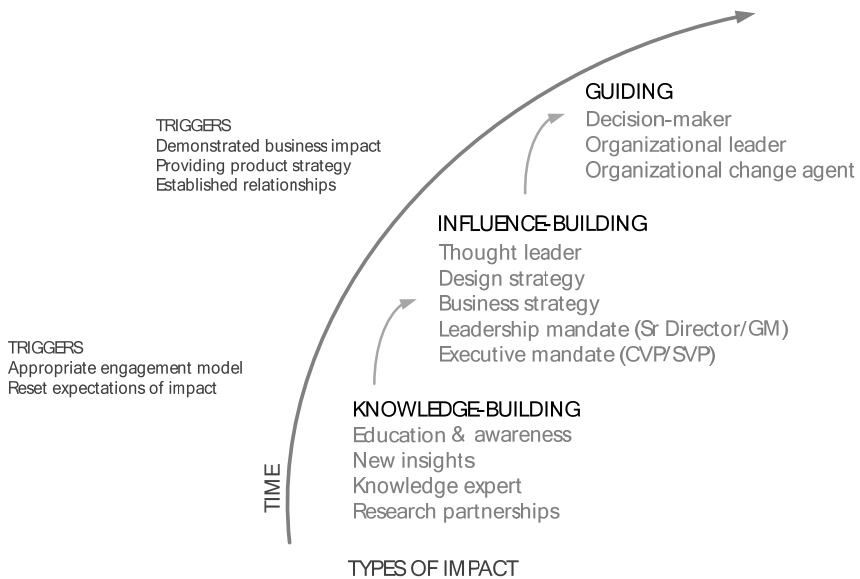 GUIDING
Decision-maker
Organizational leader
Organizational change agent
TRIGGERS
Demonstrated business impact
Providing product strategy
Established relationships
INFLUENCE-BUILDING
Thought leader
Design strategy
Business strategy
Leadership mandate (Sr Director/GM)
Executive mandate (CVP/SVP)
TRIGGERS
Appropriate engagement model
Reset expectations of impact
KNOWLEDGE-BUILDING
Education & awareness
New insights
Knowledge expert
Research partnerships
TIME
TYPES OF IMPACT